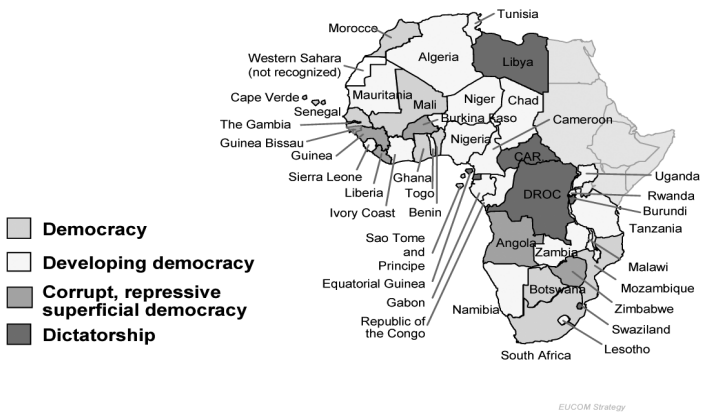 Tunisia
Morocco
Algeria
Libya
Western Sahara
(not recognized)
Mauritania
Cape Verde
Mali
Niger
Chad
Senegal
Burkina Faso
Cameroon
The Gambia
Nigeria
Guinea Bissau
Guinea
CAR
Sierra Leone
Ghana
Uganda
Liberia
Togo
DROC
Rwanda
Ivory Coast
Benin
Burundi
Tanzania
Democracy
Sao Tome
and
Principe
Angola
Zambia
Developing democracy
Malawi
Equatorial Guinea
Botswana
Mozambique
Corrupt, repressive
superficial democracy
Gabon
Namibia
Zimbabwe
Republic of
the Congo
Swaziland
Dictatorship
Lesotho
South Africa
EUCOM Strategy